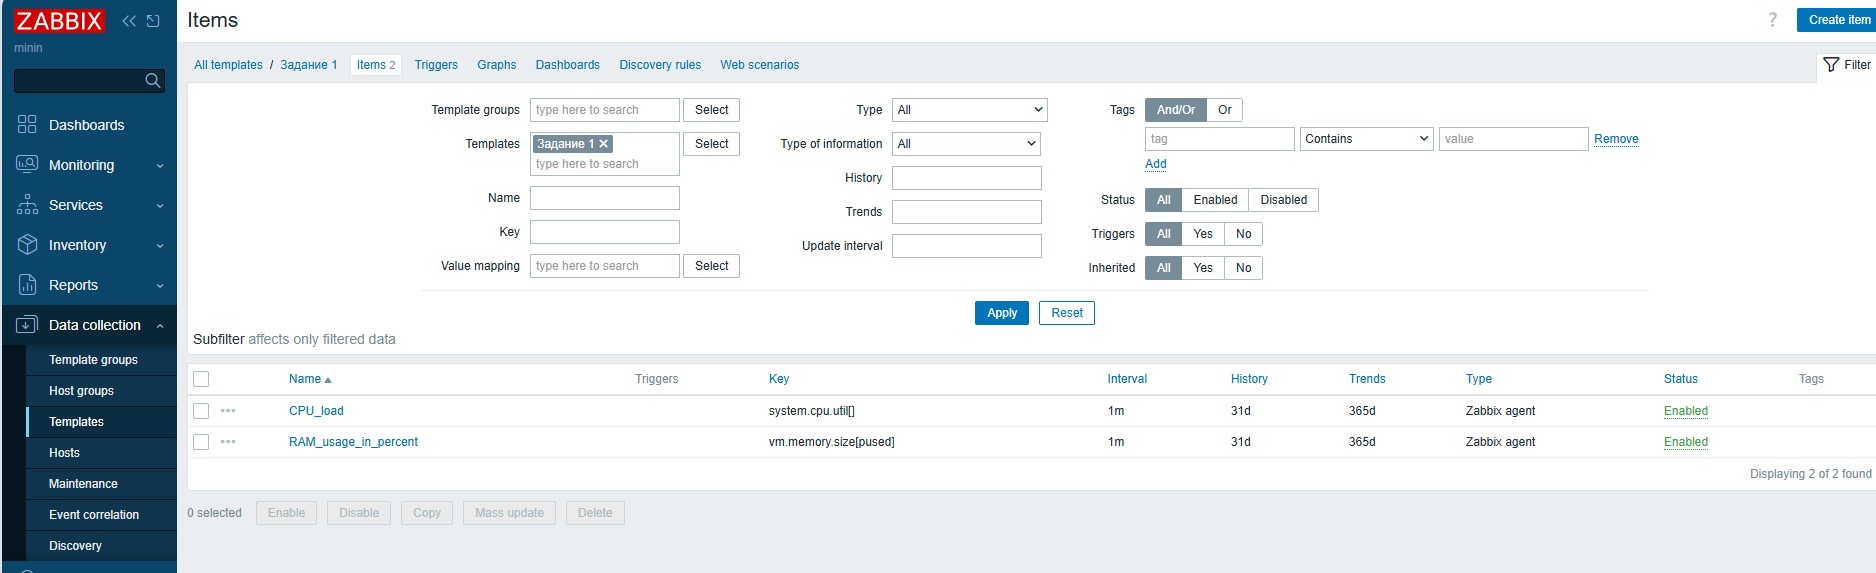 ZABBIX
minin
Dashboards
Monitoring
Services
Inventory
Reports
Data collection
Template groups
Host groups
Templates
Hosts
Maintenance
Event correlation
Discovery
Items
? Create item
All templates / Задание 1 Items 2 Triggers Graphs Dashboards Discovery rules Web scenarios
Filter
Template groups type here to search Select
Templates Задание 1 ✕ Select
type here to search
Name
Key
Value mapping type here to search Select
Type All
Type of information All
History
Trends
Update interval
Tags And/Or Or
tag Contains value Remove
Add
Status All Enabled Disabled
Triggers All Yes No
Inherited All Yes No
Apply Reset
Subfilter affects only filtered data
Name Triggers Key Interval History Trends Type Status Tags
CPU_load system.cpu.util[] 1m 31d 365d Zabbix agent Enabled
RAM_usage_in_percent vm.memory.size[pused] 1m 31d 365d Zabbix agent Enabled
Displaying 2 of 2 found
0 selected Enable Disable Copy Mass update Delete